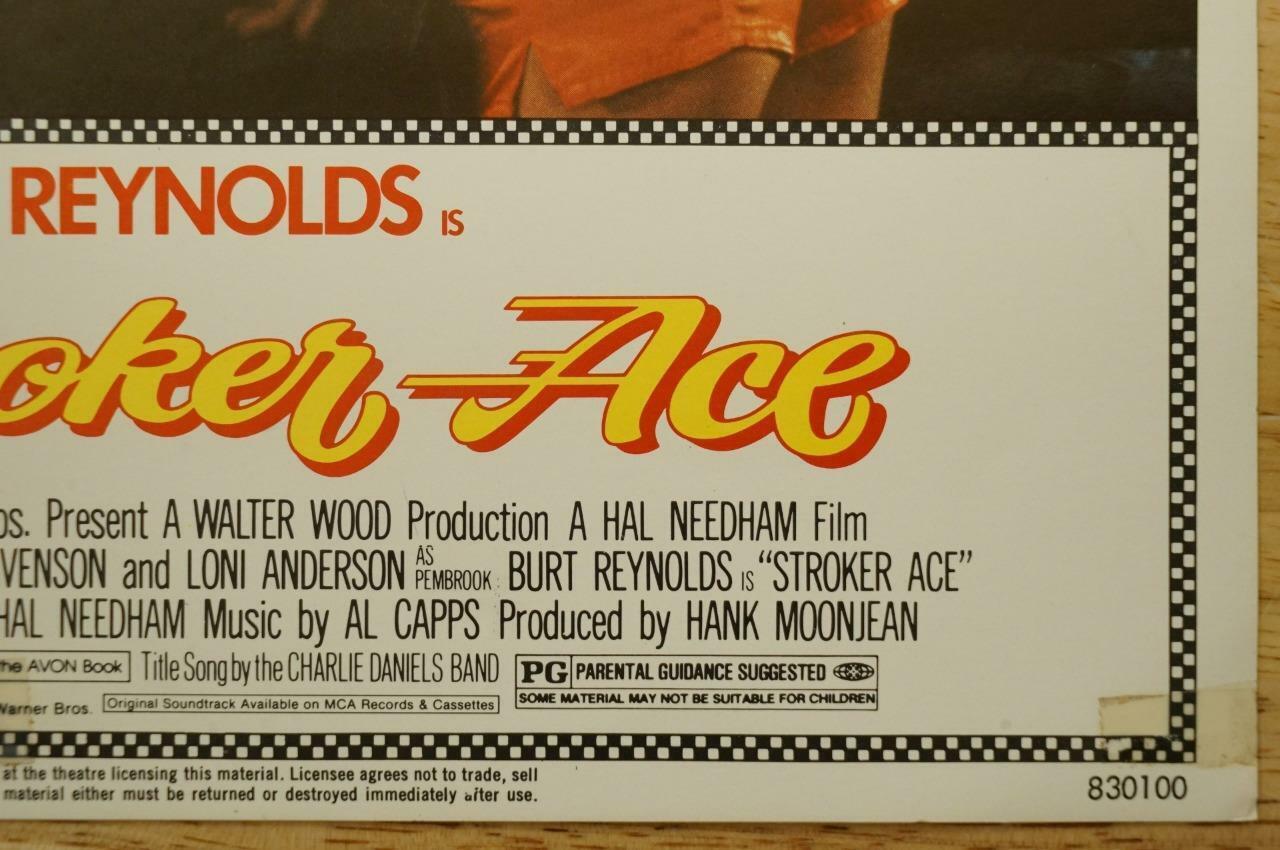 REYNOLDS IS
oker Ace
os. Present A WALTER WOOD Production A HAL NEEDHAM Film
VENSON and LONI ANDERSON AS PEMBROOK BURT REYNOLDS IS “STROKER ACE”
HAL NEEDHAM Music by AL CAPPS Produced by HANK MOONJEAN
the AVON Book Title Song by the CHARLIE DANIELS BAND
PG PARENTAL GUIDANCE SUGGESTED
SOME MATERIAL MAY NOT BE SUITABLE FOR CHILDREN
Warner Bros. Original Soundtrack Available on MCA Records & Cassettes
at the theatre licensing this material. Licensee agrees not to trade, sell
material either must be returned or destroyed immediately after use.
830100